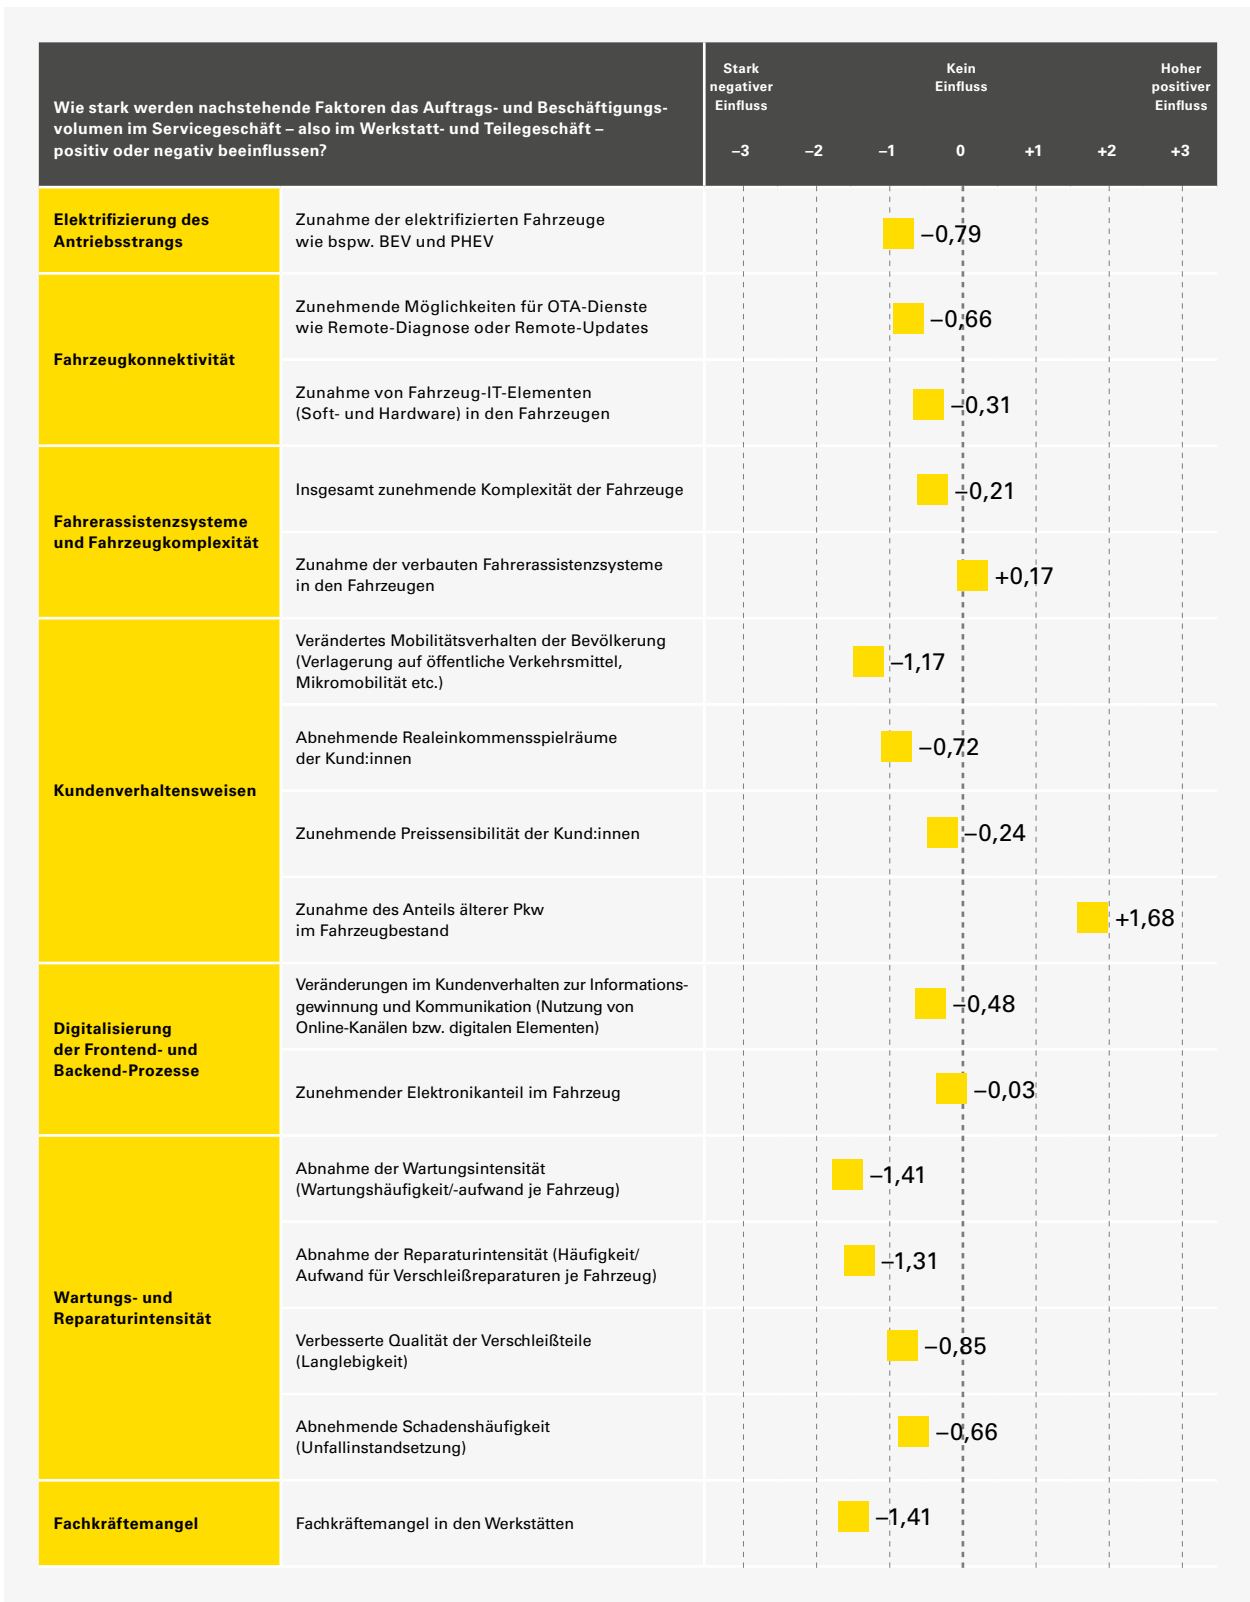 Wie stark werden nachstehende Faktoren das Auftrags- und Beschäftigungs-
volumen im Servicegeschäft – also im Werkstatt- und Teilegeschäft –
positiv oder negativ beeinflussen?
Stark
negativer
Einfluss
Kein
Einfluss
Hoher
positiver
Einfluss
–3 –2 –1 0 +1 +2 +3
Elektrifizierung des
Antriebsstrangs
Zunahme der elektrifizierten Fahrzeuge
wie bspw. BEV und PHEV
–0,79
Fahrzeugkonnektivität
Zunehmende Möglichkeiten für OTA-Dienste
wie Remote-Diagnose oder Remote-Updates
–0,66
Zunahme von Fahrzeug-IT-Elementen
(Soft- und Hardware) in den Fahrzeugen
–0,31
Fahrerassistenzsysteme
und Fahrzeugkomplexität
Insgesamt zunehmende Komplexität der Fahrzeuge
–0,21
Zunahme der verbauten Fahrerassistenzsysteme
in den Fahrzeugen
+0,17
Kundenverhaltensweisen
Verändertes Mobilitätsverhalten der Bevölkerung
(Verlagerung auf öffentliche Verkehrsmittel,
Mikromobilität etc.)
–1,17
Abnehmende Realeinkommensspielräume
der Kund:innen
–0,72
Zunehmende Preissensibilität der Kund:innen
–0,24
Zunahme des Anteils älterer Pkw
im Fahrzeugbestand
+1,68
Digitalisierung
der Frontend- und
Backend-Prozesse
Veränderungen im Kundenverhalten zur Informations-
gewinnung und Kommunikation (Nutzung von
Online-Kanälen bzw. digitalen Elementen)
–0,48
Zunehmender Elektronikanteil im Fahrzeug
–0,03
Wartungs- und
Reparaturintensität
Abnahme der Wartungsintensität
(Wartungshäufigkeit/-aufwand je Fahrzeug)
–1,41
Abnahme der Reparaturintensität (Häufigkeit/
Aufwand für Verschleißreparaturen je Fahrzeug)
–1,31
Verbesserte Qualität der Verschleißteile
(Langlebigkeit)
–0,85
Abnehmende Schadenshäufigkeit
(Unfallinstandsetzung)
–0,66
Fachkräftemangel
Fachkräftemangel in den Werkstätten
–1,41